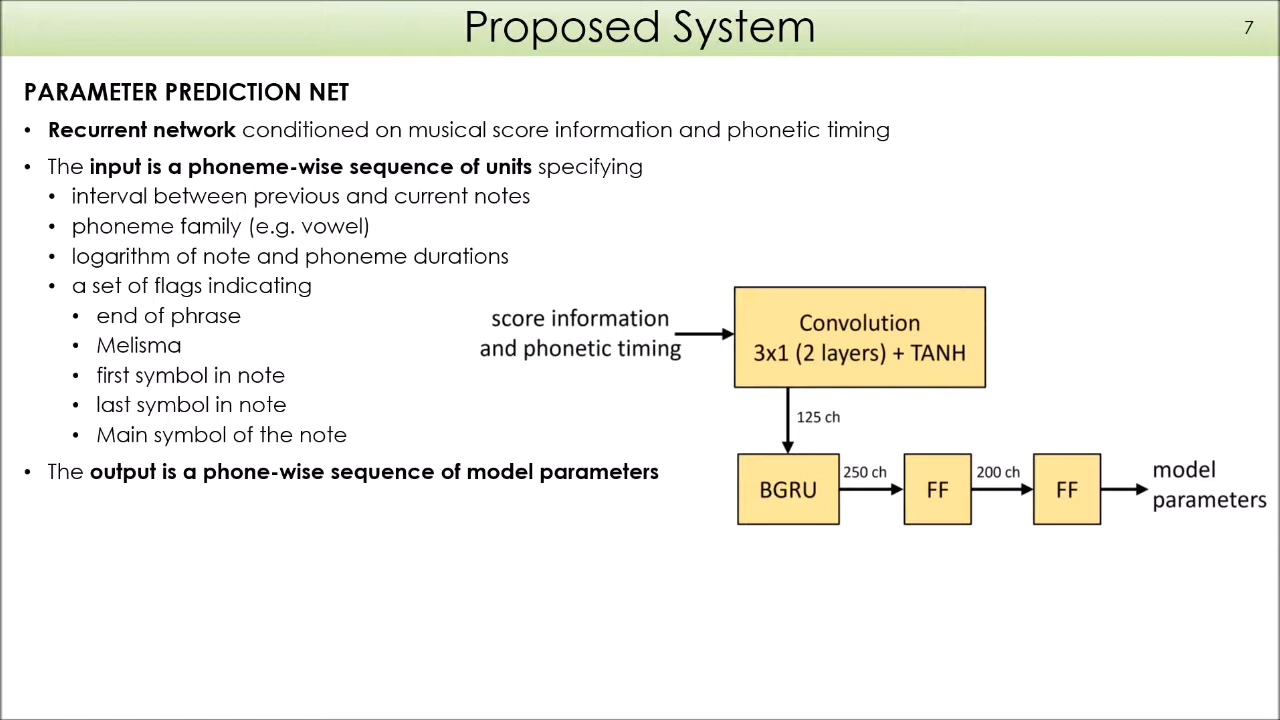 Proposed System
7
PARAMETER PREDICTION NET
• Recurrent network conditioned on musical score information and phonetic timing
• The input is a phoneme-wise sequence of units specifying
• interval between previous and current notes
• phoneme family (e.g. vowel)
• logarithm of note and phoneme durations
• a set of flags indicating
• end of phrase
• Melisma
• first symbol in note
• last symbol in note
• Main symbol of the note
• The output is a phone-wise sequence of model parameters
score information
and phonetic timing
Convolution
3x1 (2 layers) + TANH
125 ch
BGRU
250 ch
FF
200 ch
FF
model
parameters